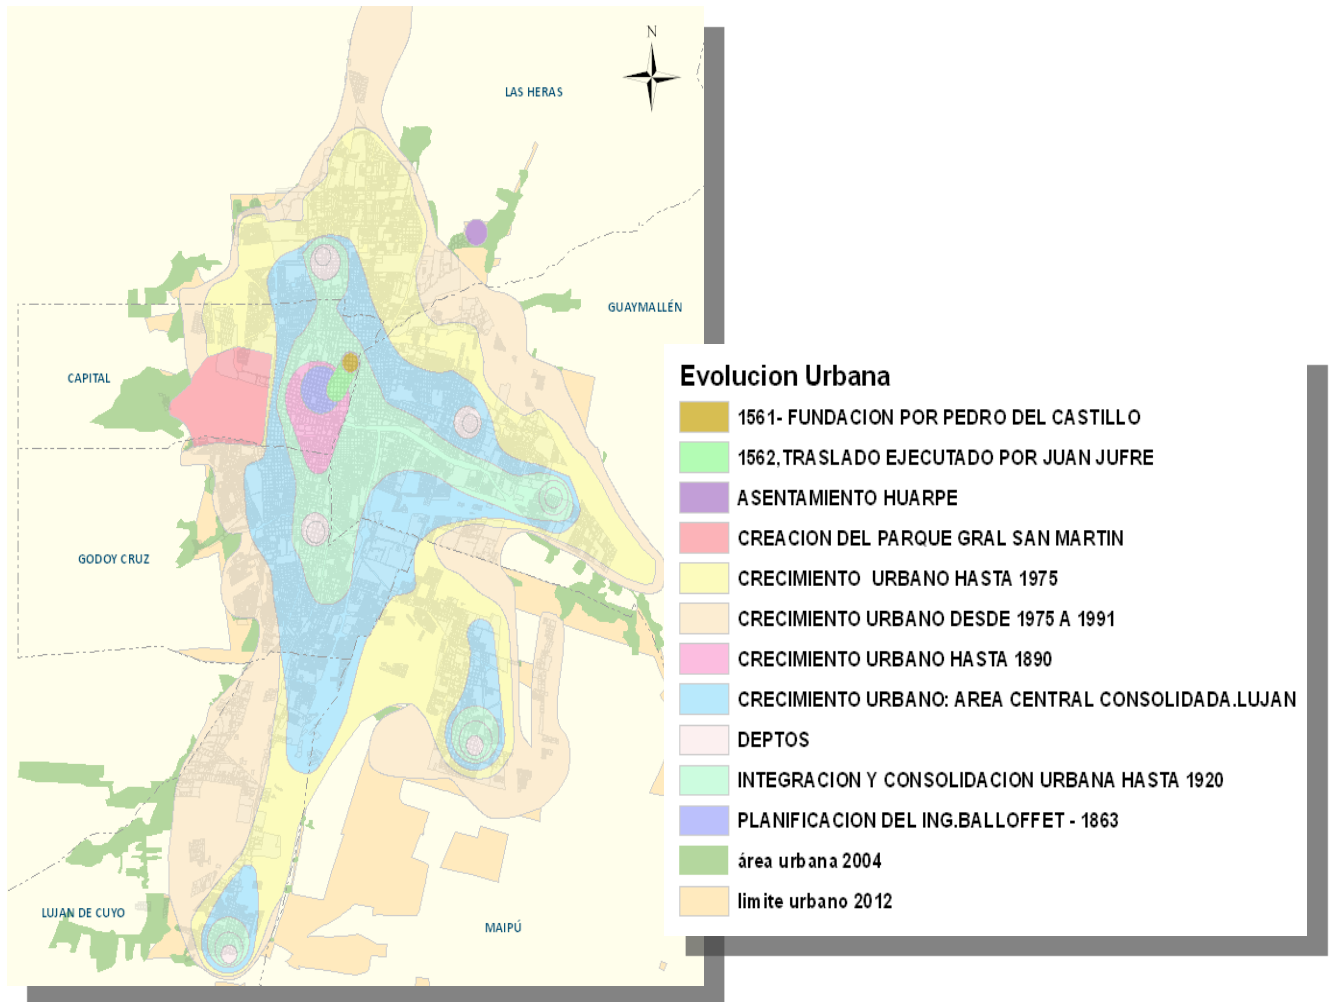 N
LAS HERAS
GUAYMALLÉN
CAPITAL
GODOY CRUZ
LUJAN DE CUYO
MAIPÚ
Evolucion Urbana
1561- FUNDACION POR PEDRO DEL CASTILLO
1562,TRASLADO EJECUTADO POR JUAN JUFRE
ASENTAMIENTO HUARPE
CREACION DEL PARQUE GRAL SAN MARTIN
CRECIMIENTO URBANO HASTA 1975
CRECIMIENTO URBANO DESDE 1975 A 1991
CRECIMIENTO URBANO HASTA 1890
CRECIMIENTO URBANO: AREA CENTRAL CONSOLIDADA.LUJAN
DEPTOS
INTEGRACION Y CONSOLIDACION URBANA HASTA 1920
PLANIFICACION DEL ING.BALLOFFET - 1863
área urbana 2004
limite urbano 2012